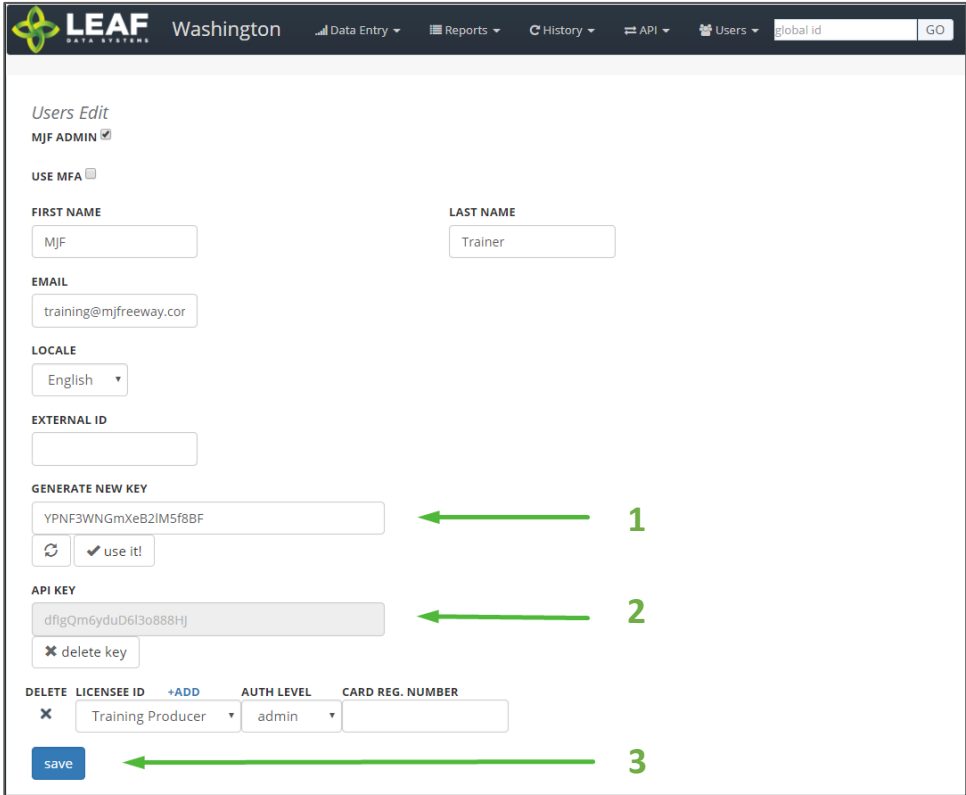 LEAF
DATA SYSTEMS
Washington
Data Entry
Reports
History
API
Users
global id
GO
Users Edit
MJF ADMIN
USE MFA
FIRST NAME
LAST NAME
MJF
Trainer
EMAIL
training@mjfreeway.cor
LOCALE
English
EXTERNAL ID
GENERATE NEW KEY
YPNF3WNGmXeB2lM5f8BF
1
use it!
API KEY
dflgQm6yduD6l3o888HJ
2
delete key
DELETE LICENSEE ID +ADD AUTH LEVEL CARD REG. NUMBER
Training Producer admin
save
3